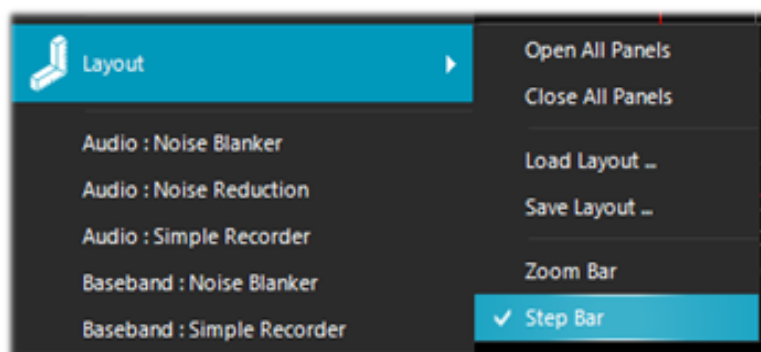 Layout
Audio : Noise Blanker
Audio : Noise Reduction
Audio : Simple Recorder
Baseband : Noise Blanker
Baseband : Simple Recorder
Open All Panels
Close All Panels
Load Layout ...
Save Layout ...
Zoom Bar
Step Bar